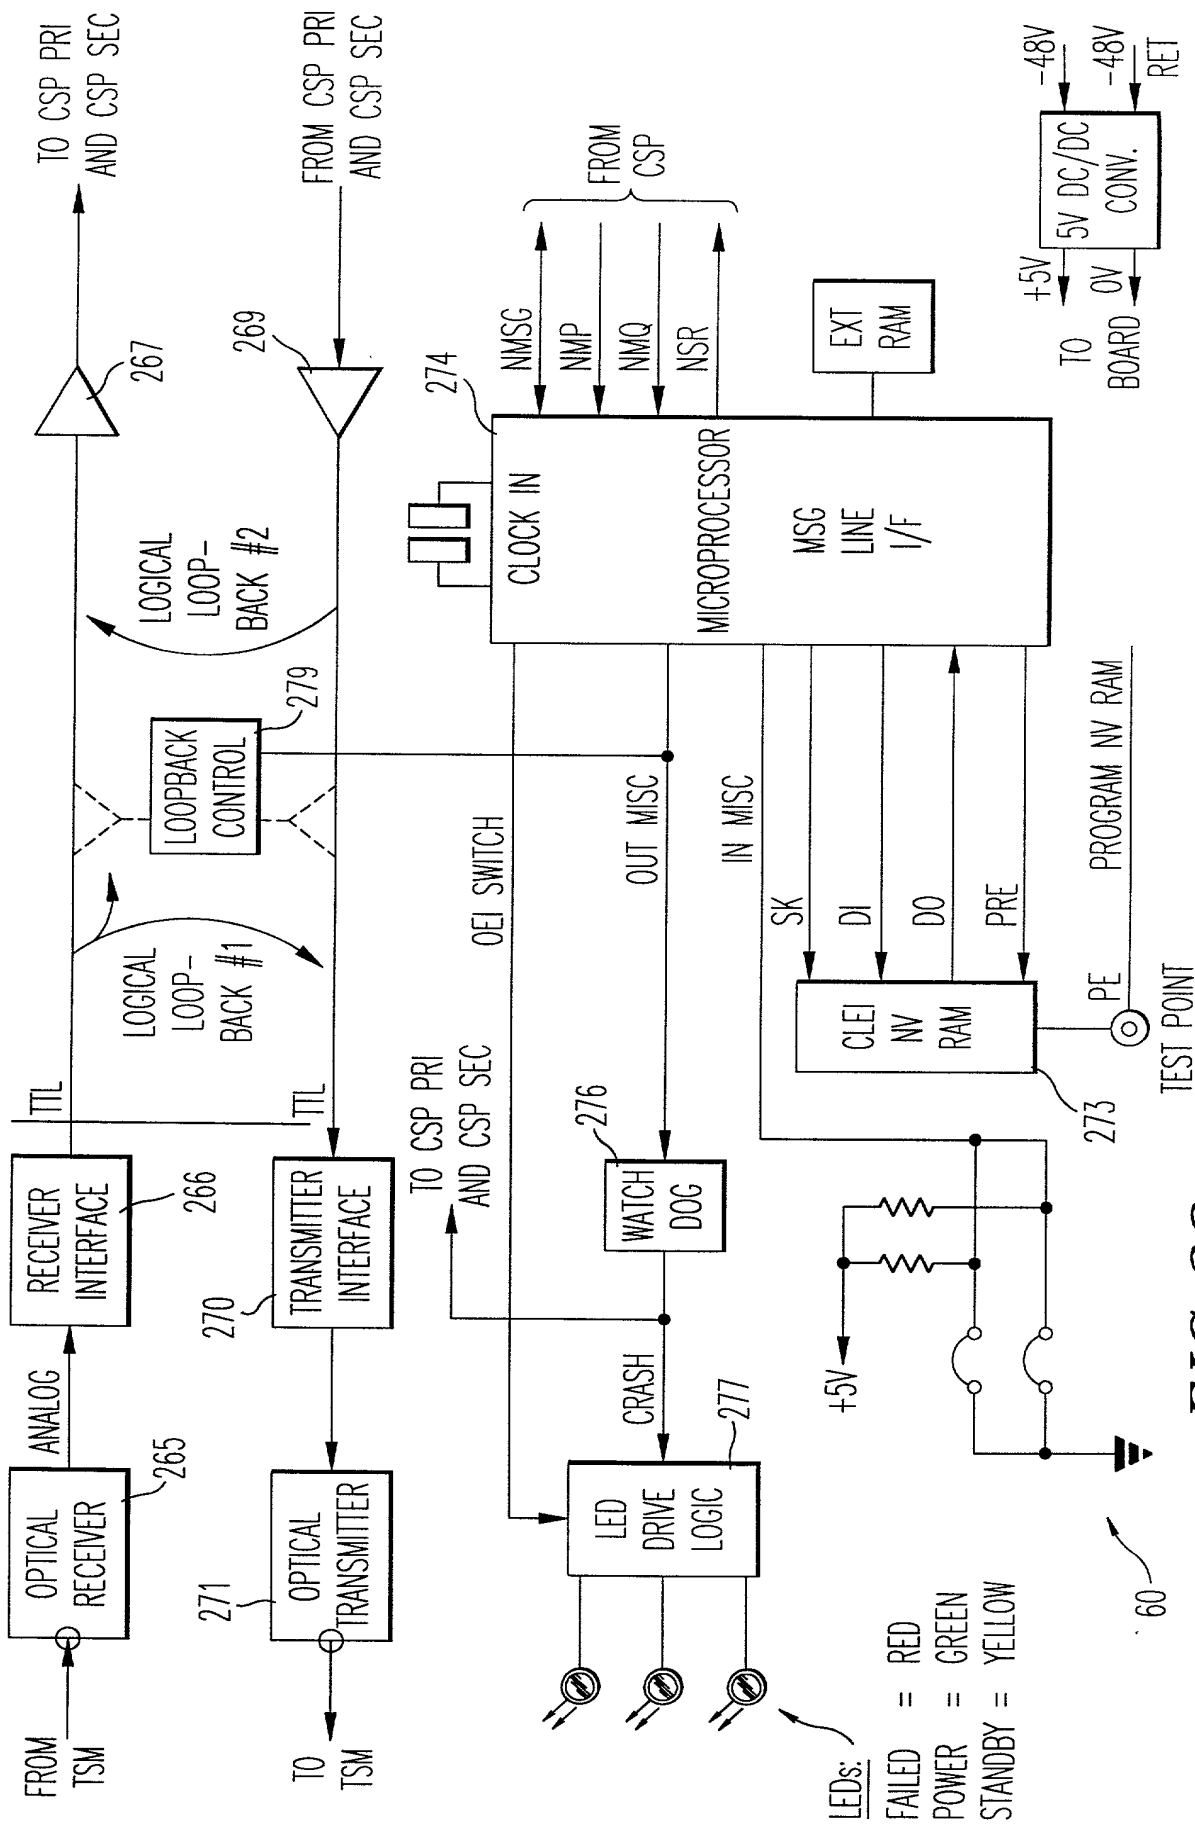 FROM
TSM
OPTICAL
RECEIVER
265
ANALOG
RECEIVER
INTERFACE
266
TTL
LOGICAL
LOOP-
BACK #1
LOOPBACK
CONTROL
279
LOGICAL
LOOP-
BACK #2
267
TO CSP PRI
AND CSP SEC
TO
TSM
271
OPTICAL
TRANSMITTER
270
TRANSMITTER
INTERFACE
TTL
269
FROM CSP PRI
AND CSP SEC
TO CSP PRI
AND CSP SEC
OEI SWITCH
CLOCK IN
274
NMSG
NMP
NMQ
NSR
FROM
CSP
LED
DRIVE
LOGIC
277
CRASH
WATCH
DOG
276
OUT MISC
IN MISC
MICROPROCESSOR
MSG
LINE
I/F
EXT
RAM
SK
DI
DO
PRE
CLEI
NV
RAM
273
PE
PROGRAM NV RAM
TEST POINT
+5V
LEDs:
FAILED = RED
POWER = GREEN
STANDBY = YELLOW
60
TO
BOARD
+5V
0V
5V DC/DC
CONV.
-48V
-48V
RET